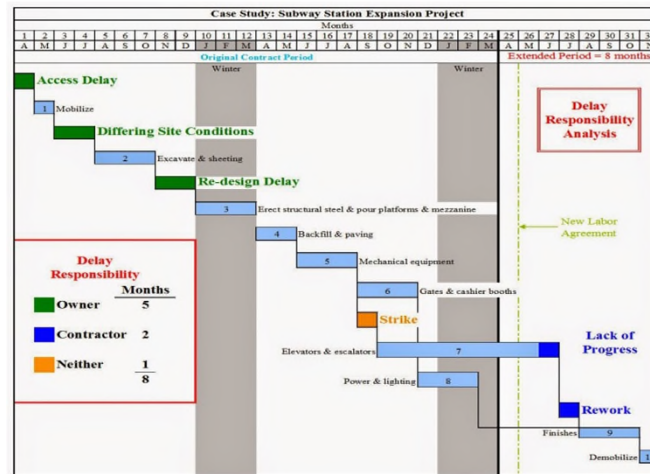 Case Study: Subway Station Expansion Project
Months
1 2 3 4 5 6 7 8 9 10 11 12 13 14 15 16 17 18 19 20 21 22 23 24 25 26 27 28 29 30 31
A M J J A S O N D J F M A M J J A S O N D J F M A M J J A S O
Original Contract Period
Extended Period = 8 months
Winter
Winter
Access Delay
1 Mobilize
Differing Site Conditions
2 Excavate & sheeting
Re-design Delay
3 Erect structural steel & pour platforms & mezzanine
4 Backfill & paving
5 Mechanical equipment
6 Gates & cashier booths
Strike
Elevators & escalators 7
Lack of
Progress
Power & lighting 8
Rework
Finishes 9
Demobilize
Delay
Responsibility
Analysis
New Labor
Agreement
Delay
Responsibility
Months
Owner 5
Contractor 2
Neither 1
8